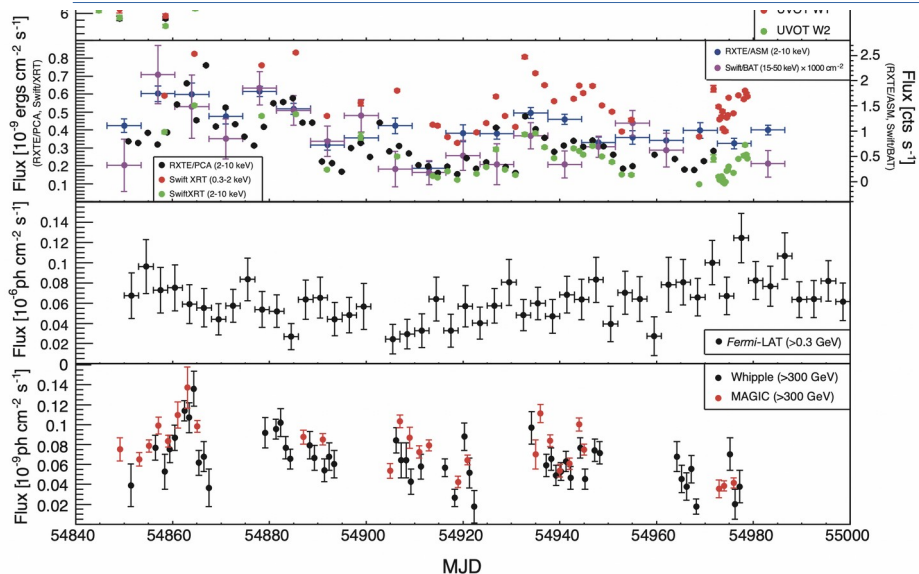 6
UVOT W1
UVOT W2
Flux [10⁻⁹ ergs cm⁻² s⁻¹]
(RXTE/PCA, Swift/XRT)
0.8
0.7
0.6
0.5
0.4
0.3
0.2
0.1
RXTE/ASM (2-10 keV)
Swift/BAT (15-50 keV) × 1000 cm⁻²
RXTE/PCA (2-10 keV)
Swift XRT (0.3-2 keV)
SwiftXRT (2-10 keV)
2.5
2
1.5
1
0.5
0
Flux [cts s⁻¹]
(RXTE/ASM, Swift/BAT)
Flux [10⁻⁶ph cm⁻² s⁻¹]
0.14
0.12
0.10
0.08
0.06
0.04
0.02
0
Fermi-LAT (>0.3 GeV)
Flux [10⁻⁹ph cm⁻² s⁻¹]
0.14
0.12
0.10
0.08
0.06
0.04
0.02
Whipple (>300 GeV)
MAGIC (>300 GeV)
54840 54860 54880 54900 54920 54940 54960 54980 55000
MJD